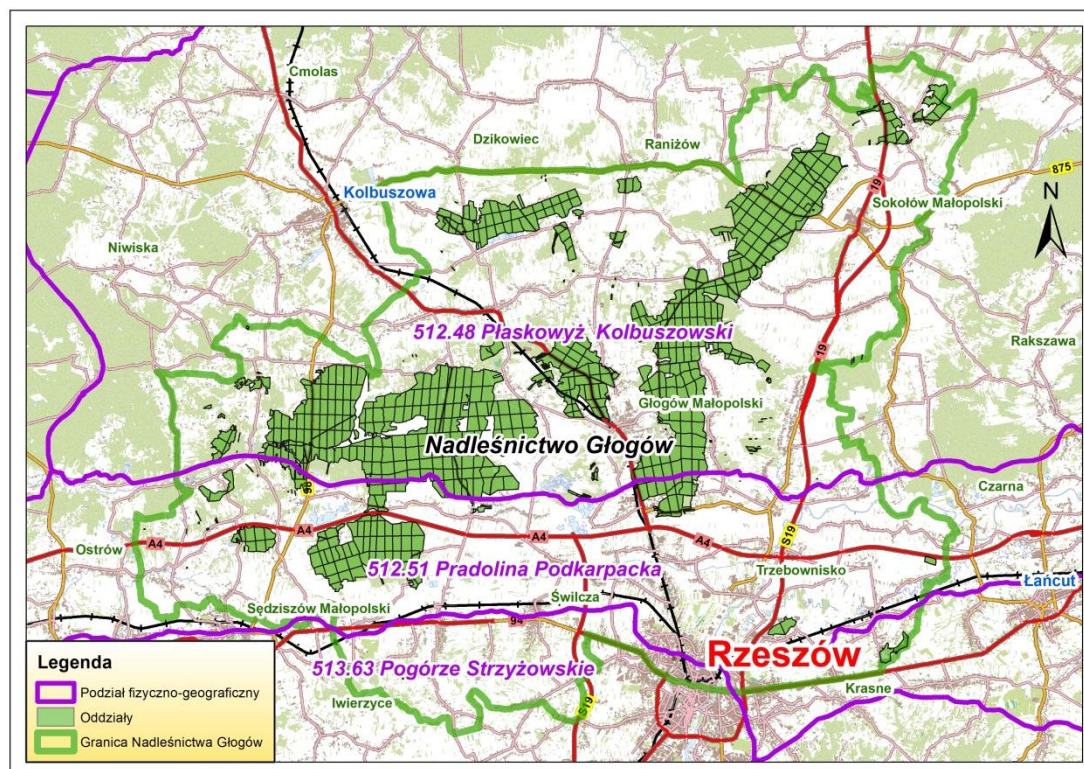 Cmolas
Dzikowiec
Raniżów
875
N
Kolbuszowa
19
Sokołów Małopolski
Niwiska
512.48 Płaskowyż Kolbuszowski
19
Rakszawa
Głogów Małopolski
Nadleśnictwo Głogów
Czarna
A4
A4
A4
A4
S19
Ostrów
512.51 Pradolina Podkarpacka
Trzebownisko
Łańcut
Sędziszów Małopolski
Świlcza
94
Rzeszów
513.63 Pogórze Strzyżowskie
Krasne
Iwierzyce
S19
Legenda
Podział fizyczno-geograficzny
Oddziały
Granica Nadleśnictwa Głogów